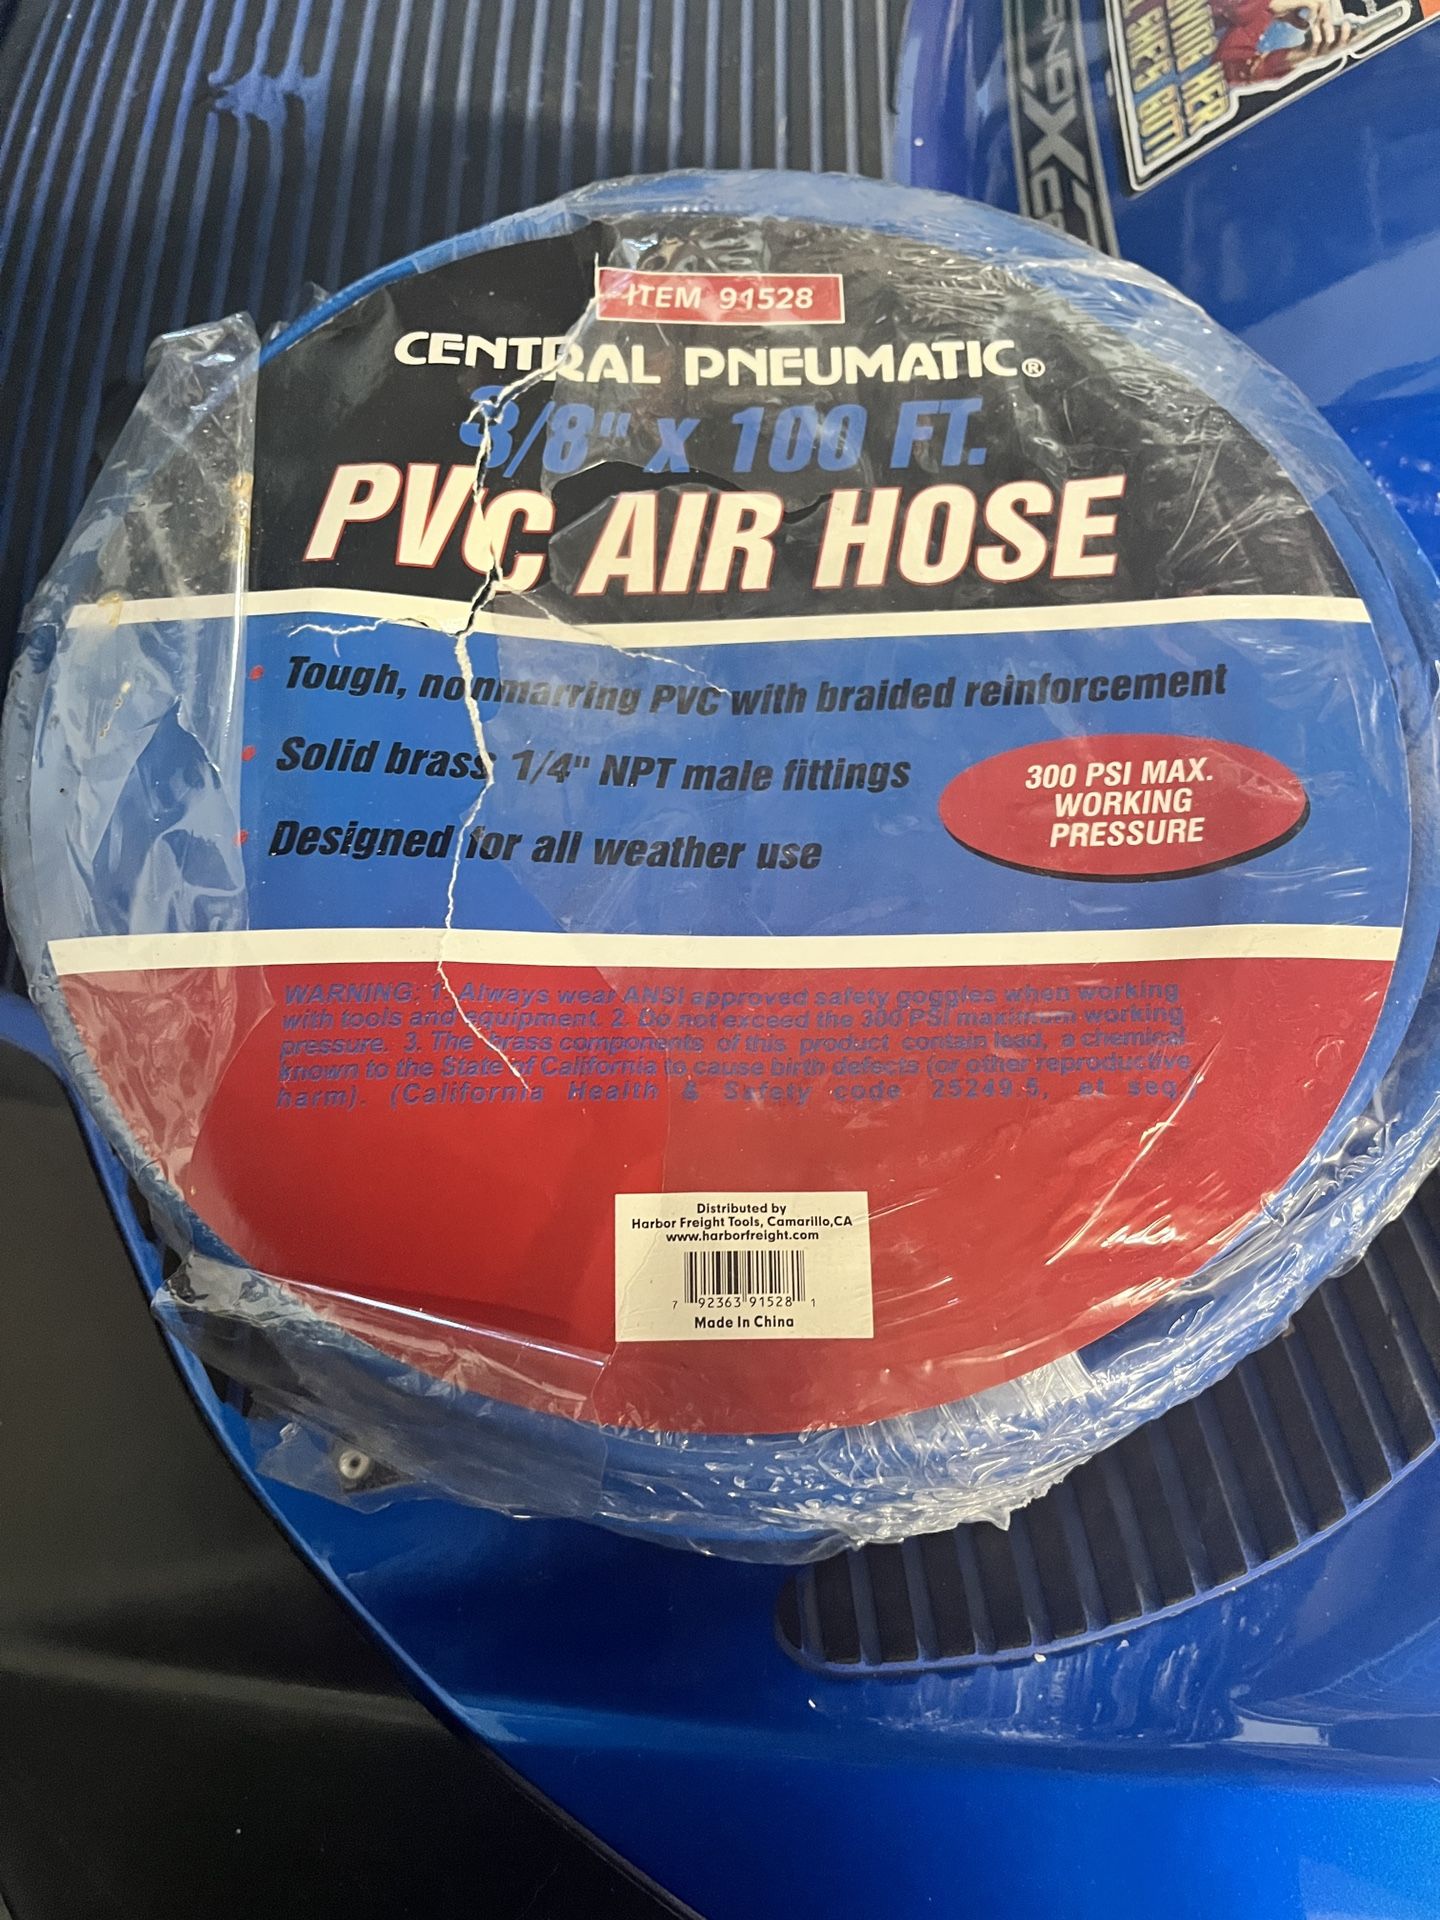 ITEM 91528
CENTRAL PNEUMATIC®
3/8" x 100 FT.
PVC AIR HOSE
• Tough, nonmarring PVC with braided reinforcement
• Solid brass 1/4" NPT male fittings
• Designed for all weather use
300 PSI MAX.
WORKING
PRESSURE
WARNING: 1. Always wear ANSI approved safety goggles when working
with tools and equipment. 2. Do not exceed the 300 PSI maximum working
pressure. 3. The brass components of this product contain lead, a chemical
known to the State of California to cause birth defects (or other reproductive
harm). (California Health & Safety code 25249.5, et seq.)
Distributed by
Harbor Freight Tools, Camarillo,CA
www.harborfreight.com
7 92363 91528 1
Made In China
HER
GUT!